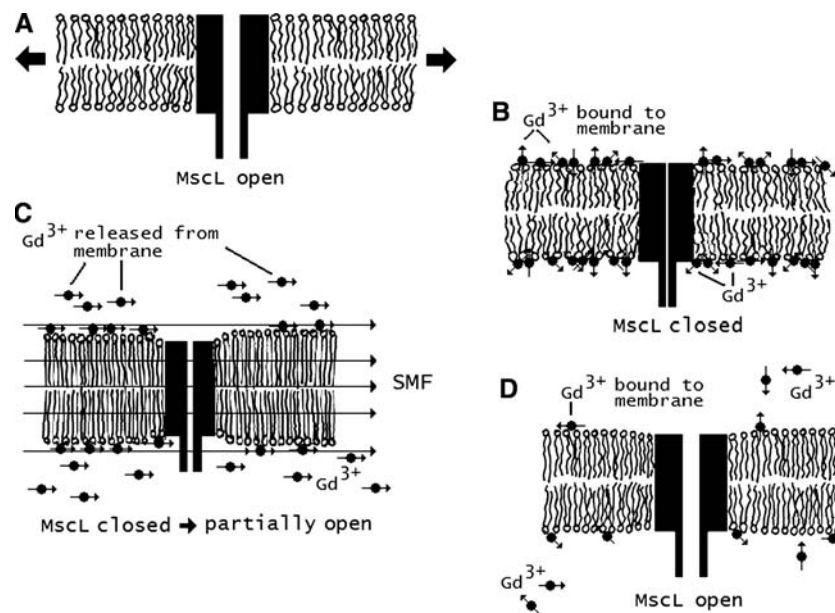 A
MscL open
B
Gd3+ bound to
membrane
Gd3+
MscL closed
C
Gd3+ released from
membrane
SMF
Gd3+
MscL closed → partially open
D
Gd3+ bound to
membrane
Gd3+
Gd3+
MscL open